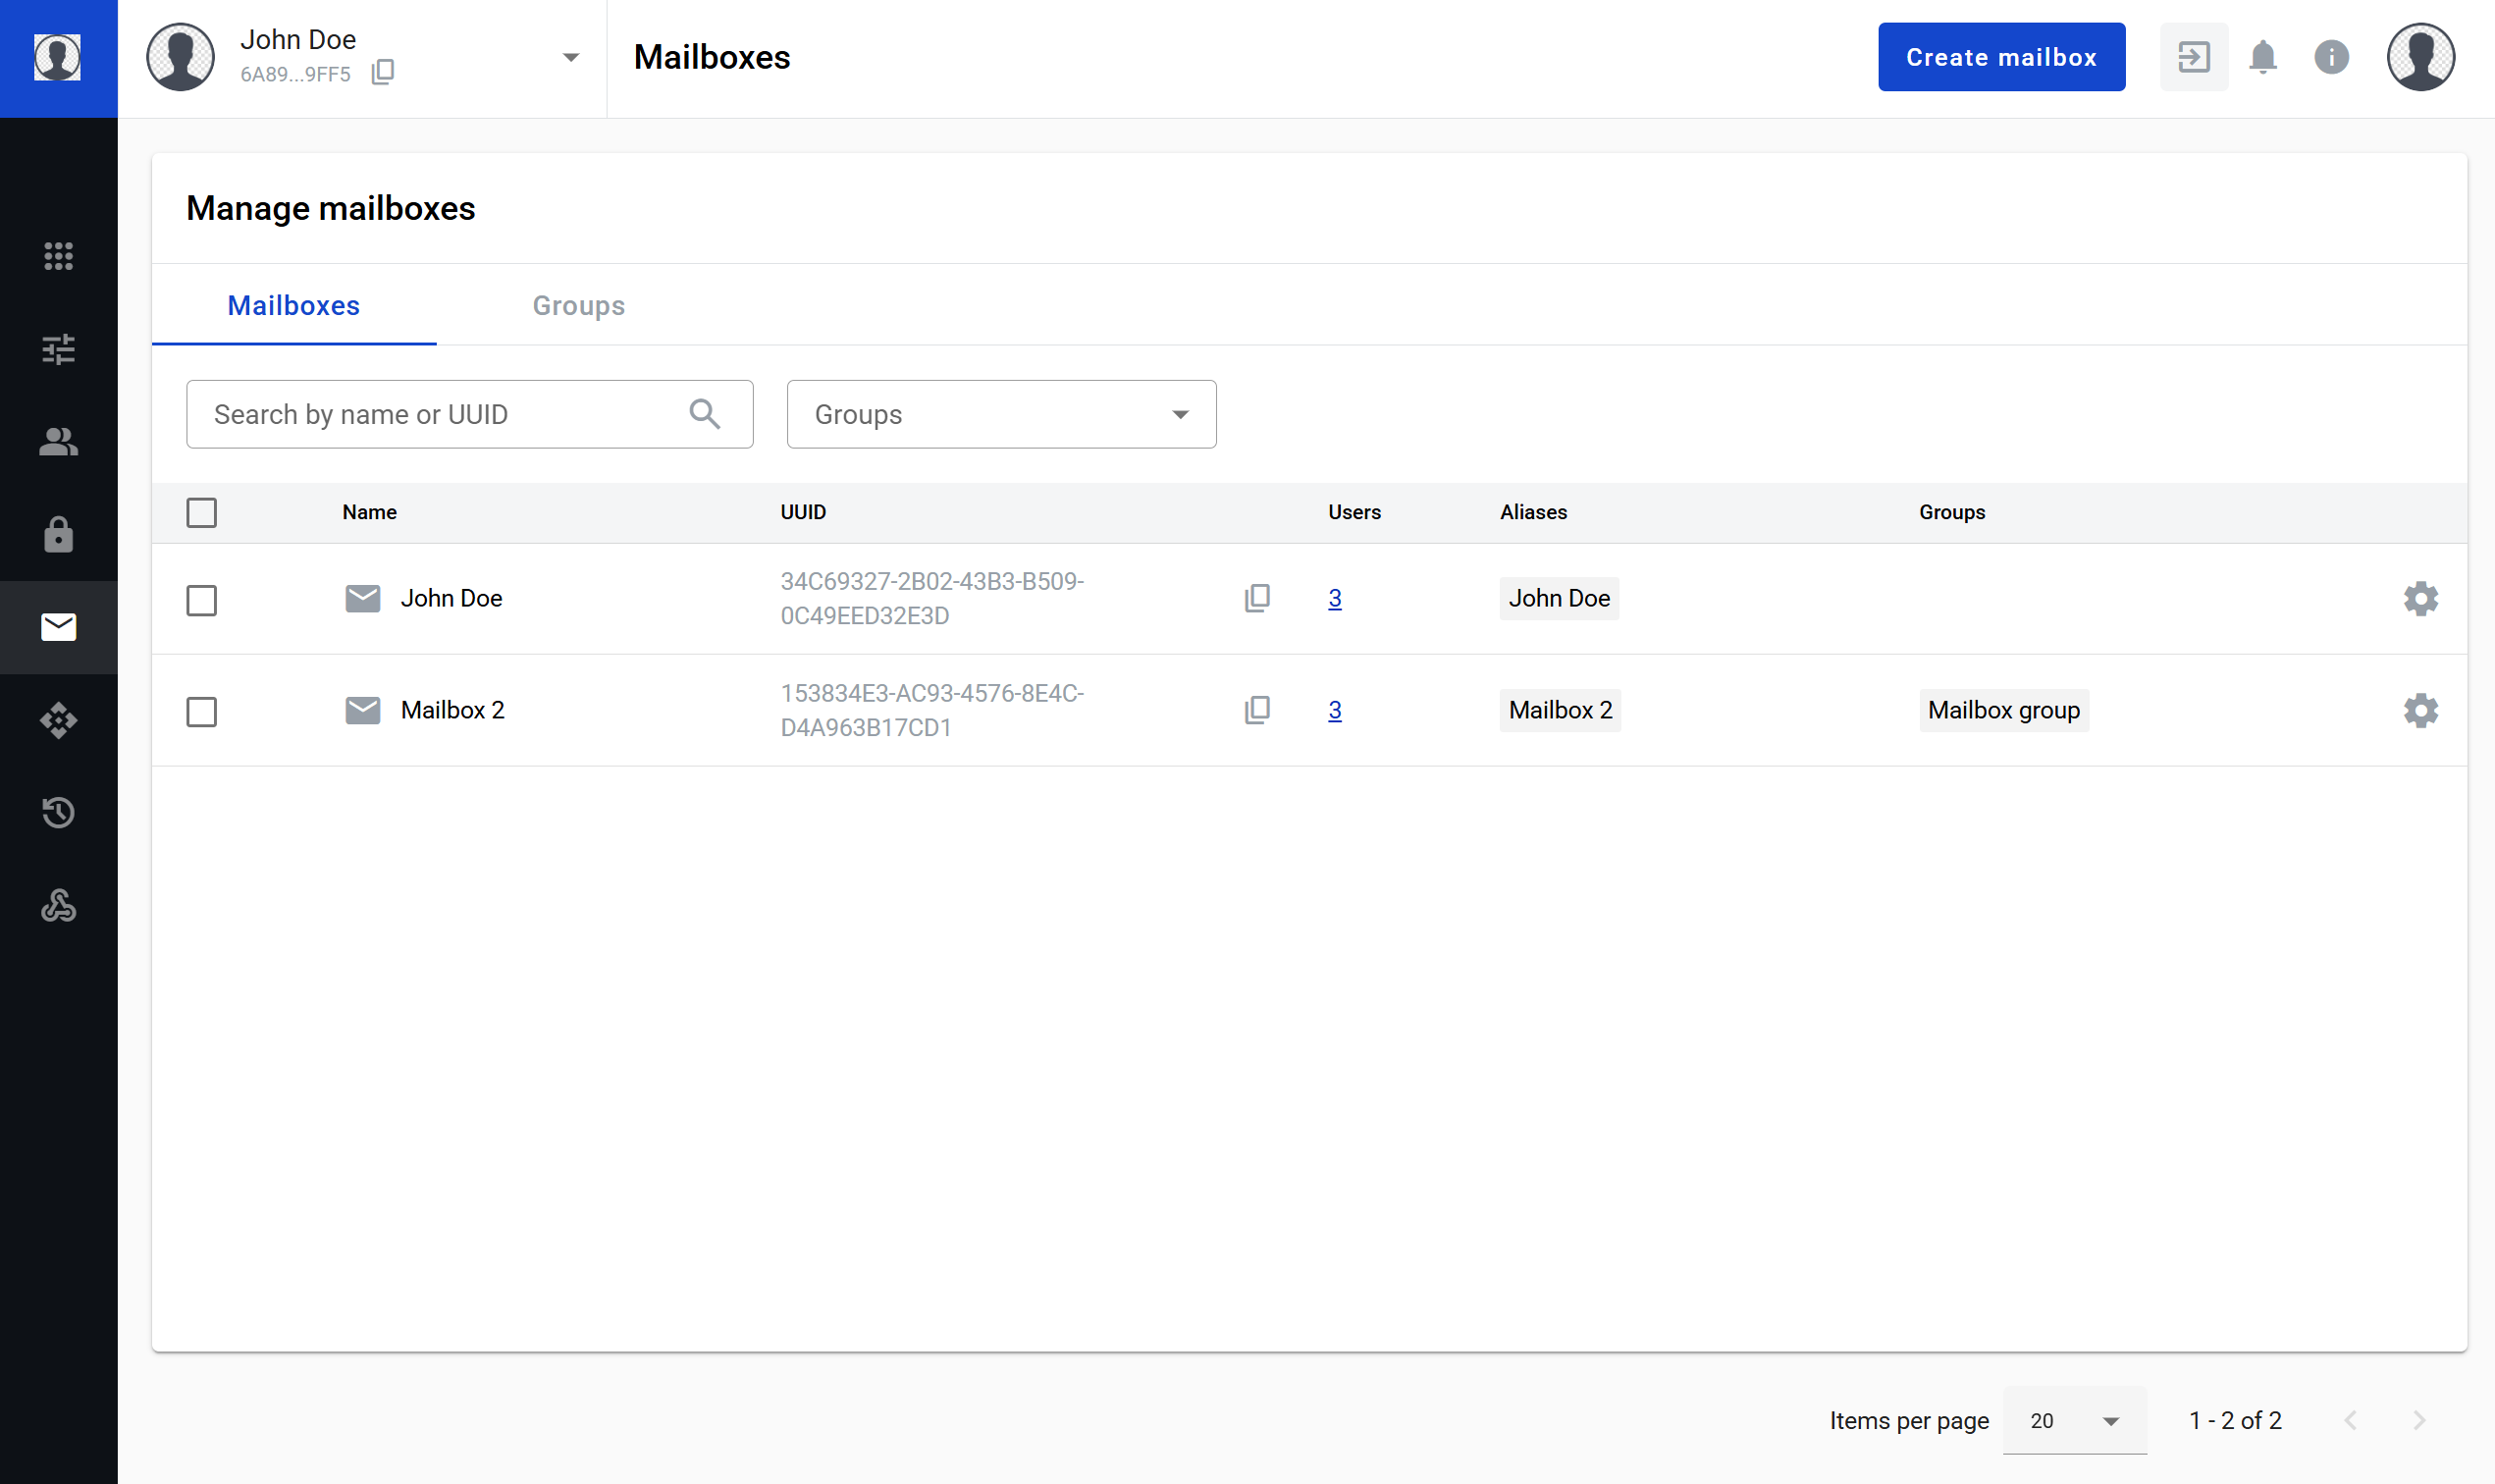 John Doe
6A89...9FF5
Mailboxes
Create mailbox
Manage mailboxes
Mailboxes
Groups
Search by name or UUID
Groups
Name
UUID
Users
Aliases
Groups
John Doe
34C69327-2B02-43B3-B509-
0C49EED32E3D
3
John Doe
Mailbox 2
153834E3-AC93-4576-8E4C-
D4A963B17CD1
3
Mailbox 2
Mailbox group
Items per page
20
1 - 2 of 2